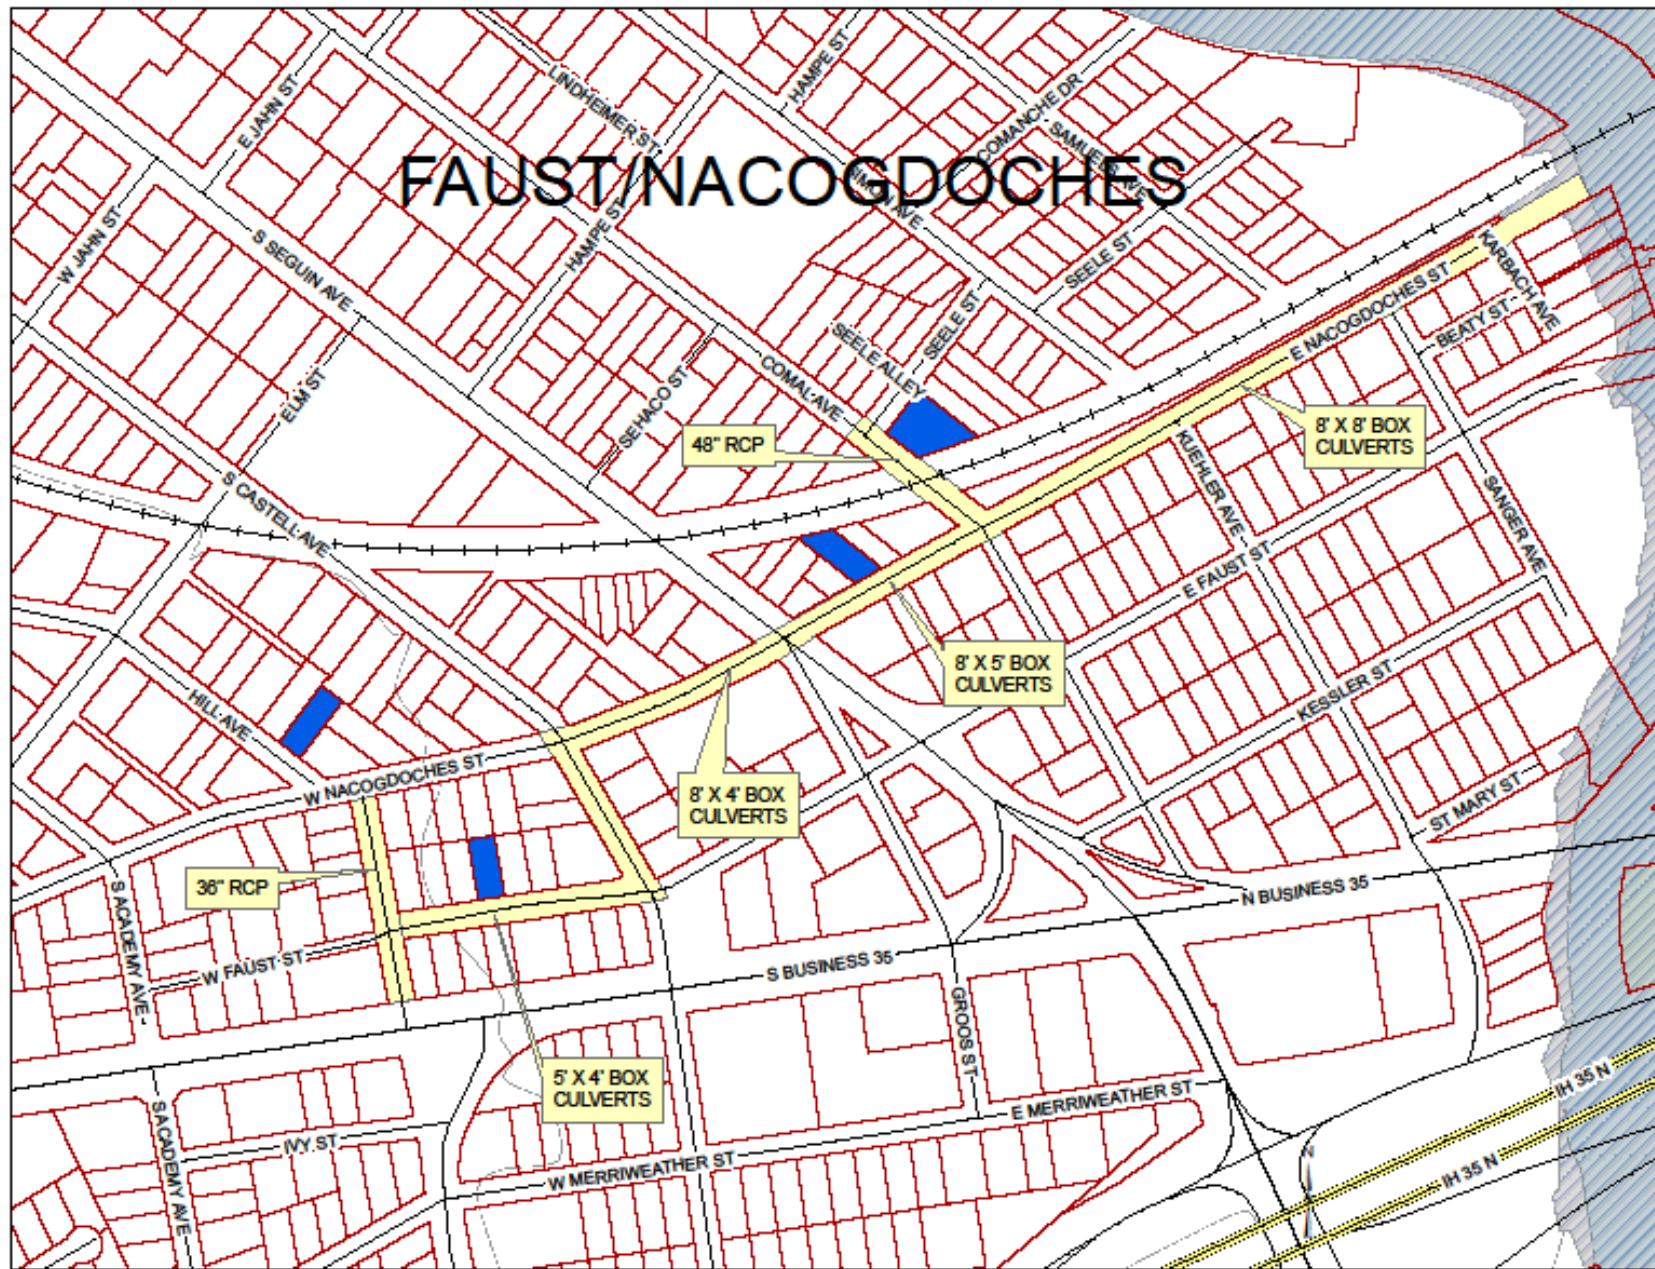 HAMPE ST
LINDHEIMER ST
E JAHN ST
COMANCHE DR
SAMUELS AVE
FAUST/NACOGDOCHES
SIMON AVE
W JAHN ST
S SEGUIN AVE
HAMPE ST
SEELE ST
KARBACH AVE
E NACOGDOCHES ST
BEATY ST
SEELE ST
SEELE ALLEY
COMAL AVE
ELM ST
SEHACO ST
48" RCP
8' X 8' BOX
CULVERTS
KUEHLER AVE
S CASTELL AVE
SANGER AVE
E FAUST ST
8' X 5' BOX
CULVERTS
KESSLER ST
HILL AVE
W NACOGDOCHES ST
8' X 4' BOX
CULVERTS
ST MARY ST
36" RCP
S ACADEMY AVE
N BUSINESS 35
W FAUST ST
S BUSINESS 35
GROOS ST
5' X 4' BOX
CULVERTS
IH 35 N
E MERRIWEATHER ST
S ACADEMY AVE
IVY ST
W MERRIWEATHER ST
IH 35 N
N